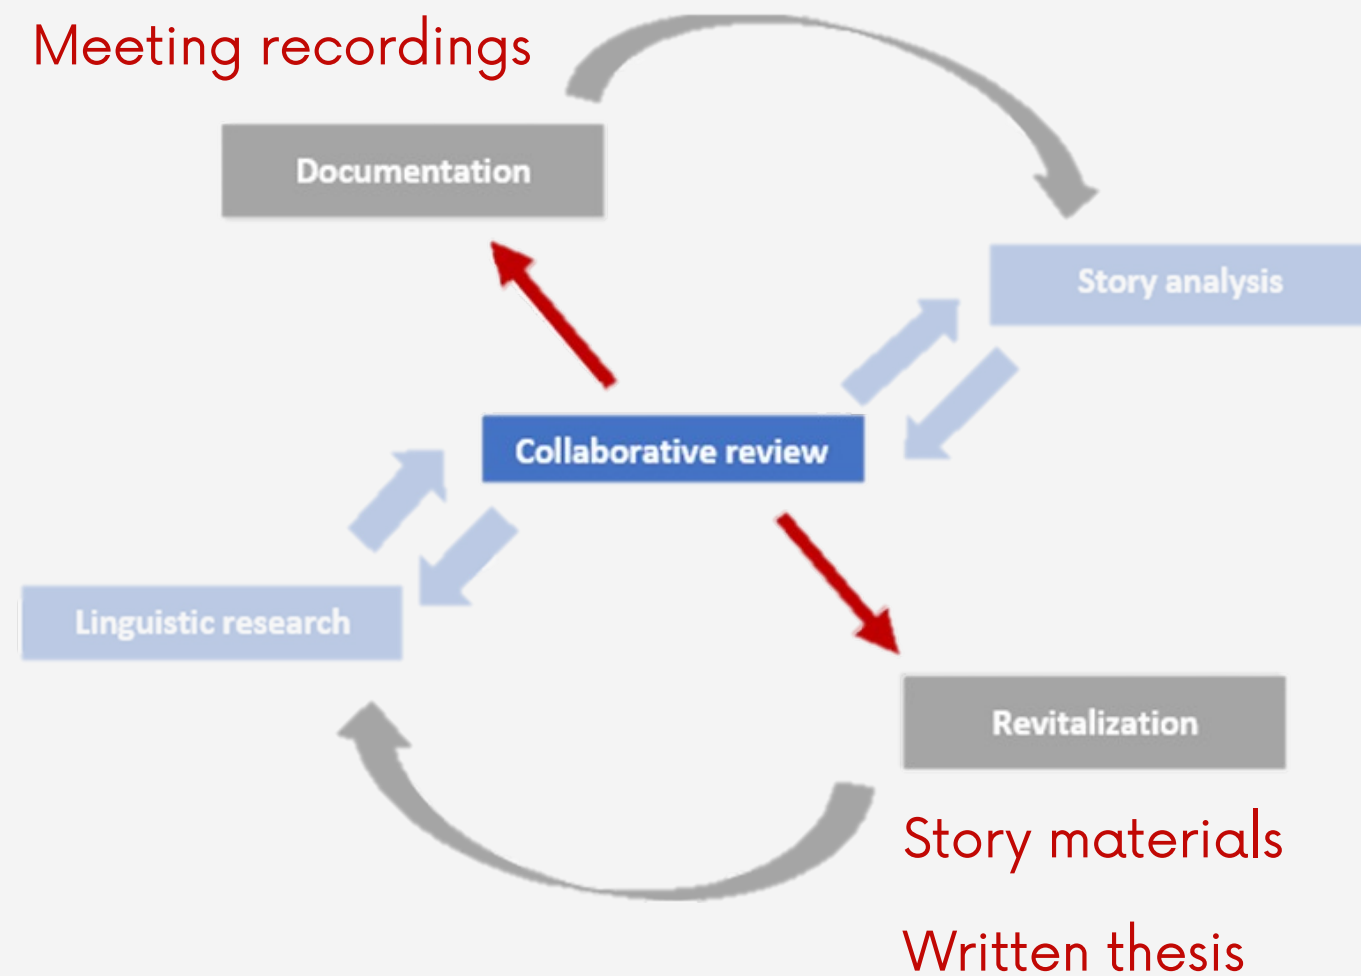 Meeting recordings
Documentation
Story analysis
Collaborative review
Linguistic research
Revitalization
Story materials
Written thesis